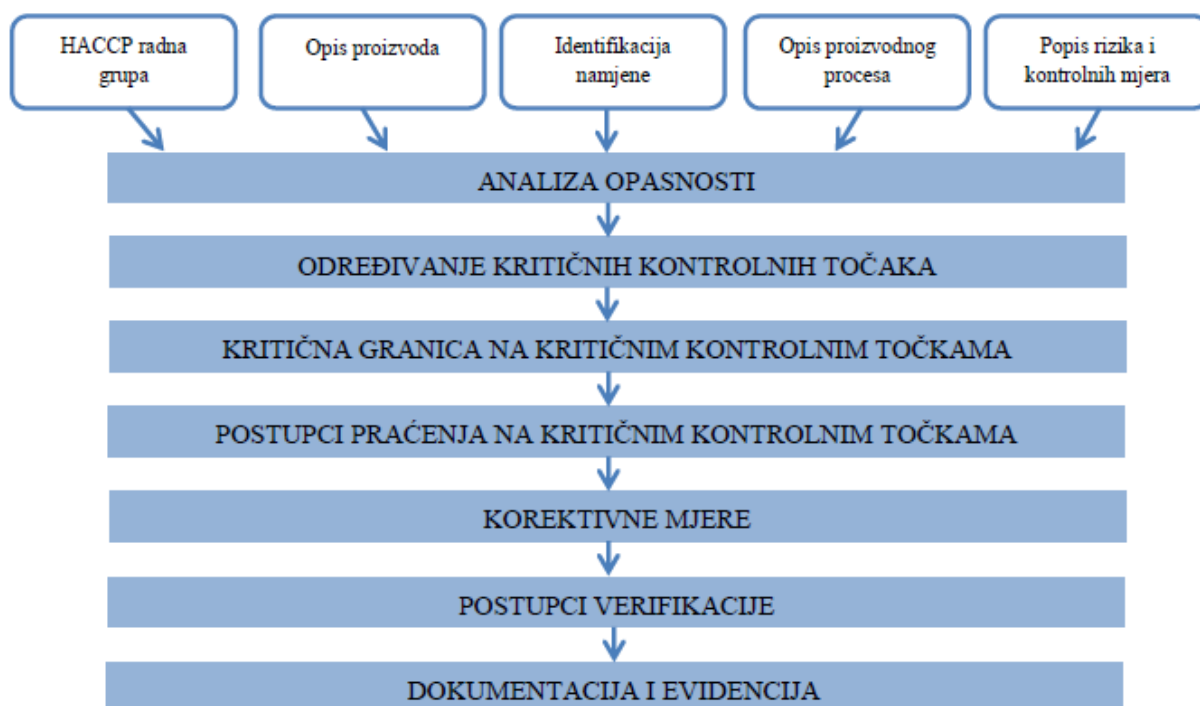 HACCP radna
grupa
Opis proizvoda
Identifikacija
namjene
Opis proizvodnog
procesa
Popis rizika i
kontrolnih mjera
ANALIZA OPASNOSTI
ODREĐIVANJE KRITIČNIH KONTROLNIH TOČAKA
KRITIČNA GRANICA NA KRITIČNIM KONTROLNIM TOČKAMA
POSTUPCI PRAĆENJA NA KRITIČNIM KONTROLNIM TOČKAMA
KOREKTIVNE MJERE
POSTUPCI VERIFIKACIJE
DOKUMENTACIJA I EVIDENCIJA